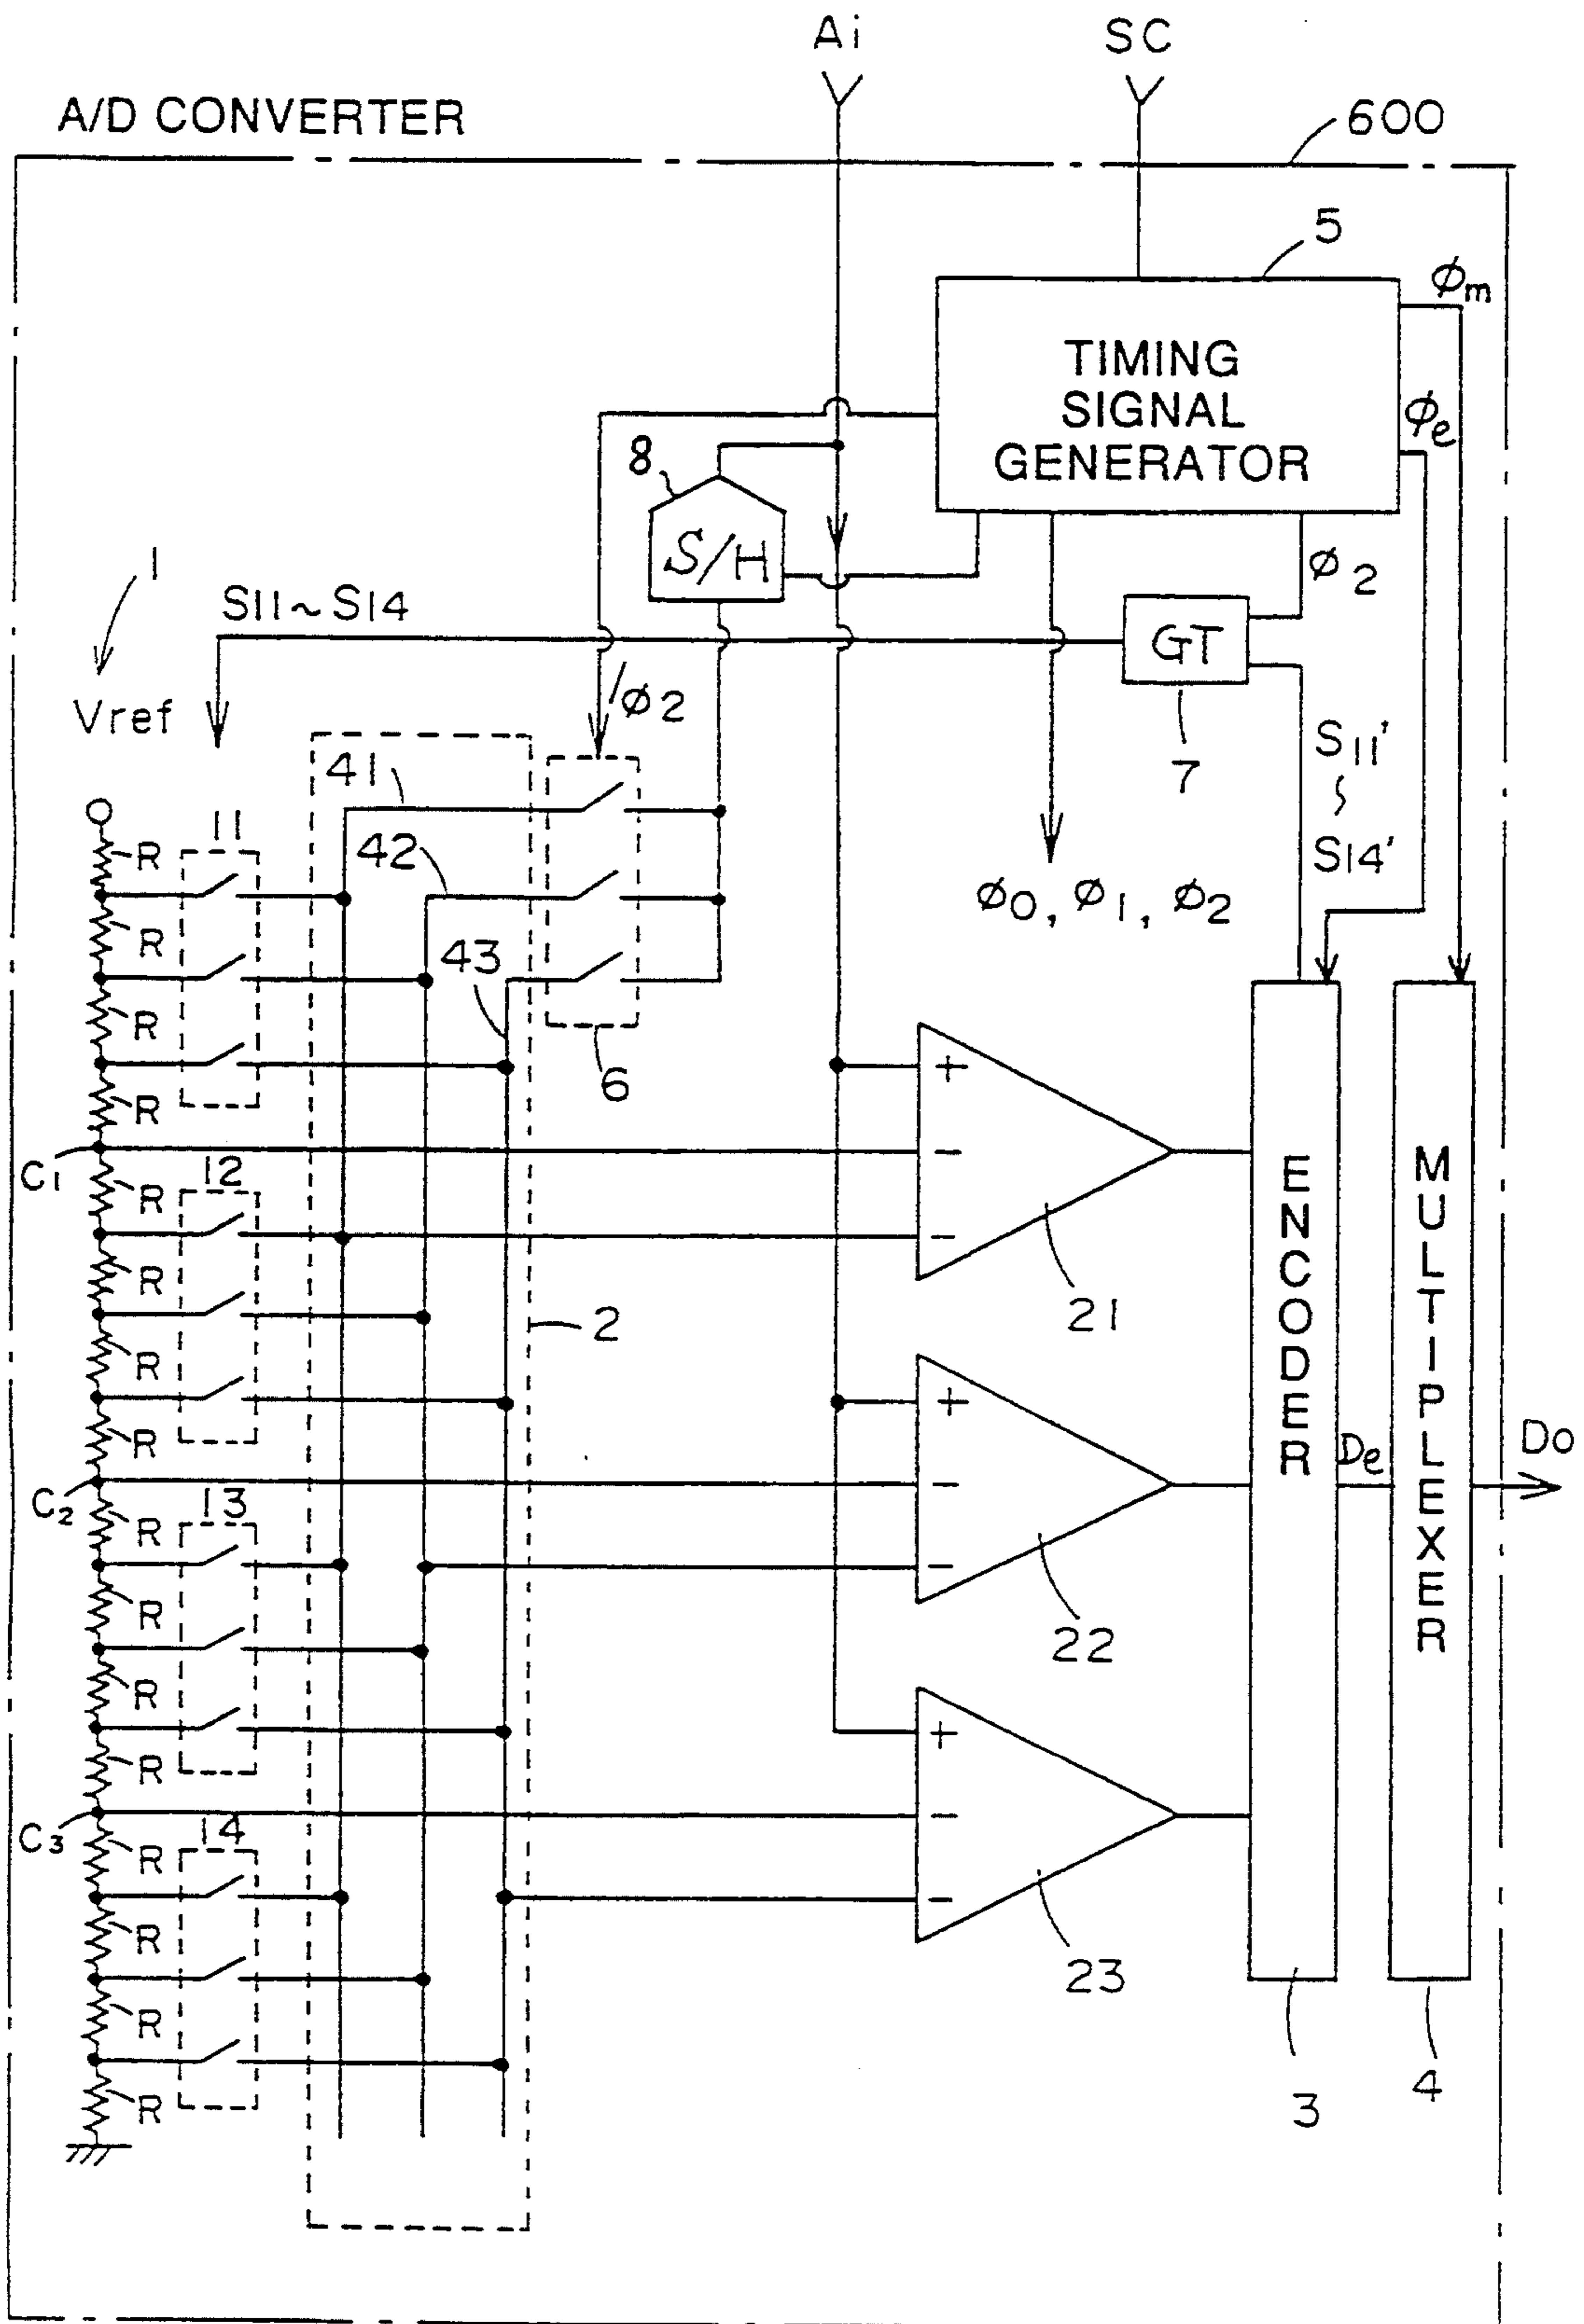 Ai
SC
A/D CONVERTER
600
5
ϕm
TIMING
SIGNAL
GENERATOR
ϕe
8
S/H
ϕ2
1
S11~S14
GT
Vref
/ϕ2
7
S11'
~
S14'
41
11
R
42
ϕ0, ϕ1, ϕ2
R
43
R
6
R
+
C1
−
12
R
−
R
21
2
R
+
R
C2
−
13
R
−
R
22
R
+
R
C3
−
14
R
−
R
23
R
R
ENCODER
De
MULTIPLEXER
Do
3
4